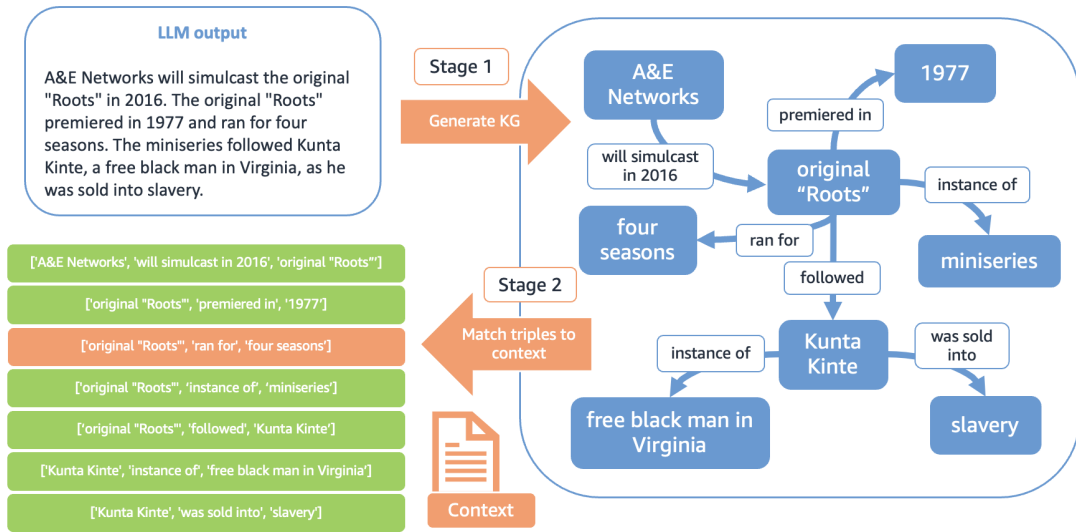 LLM output
A&E Networks will simulcast the original
"Roots" in 2016. The original "Roots"
premiered in 1977 and ran for four
seasons. The miniseries followed Kunta
Kinte, a free black man in Virginia, as he
was sold into slavery.
Stage 1
Generate KG
A&E
Networks
1977
premiered in
will simulcast
in 2016
original
“Roots”
instance of
four
seasons
ran for
miniseries
followed
Kunta
Kinte
instance of
was sold
into
free black man in
Virginia
slavery
Stage 2
Match triples to
context
['A&E Networks', 'will simulcast in 2016', 'original "Roots"']
['original "Roots"', 'premiered in', '1977']
['original "Roots"', 'ran for', 'four seasons']
['original "Roots"', 'instance of', 'miniseries']
['original "Roots"', 'followed', 'Kunta Kinte']
['Kunta Kinte', 'instance of', 'free black man in Virginia']
['Kunta Kinte', 'was sold into', 'slavery']
Context